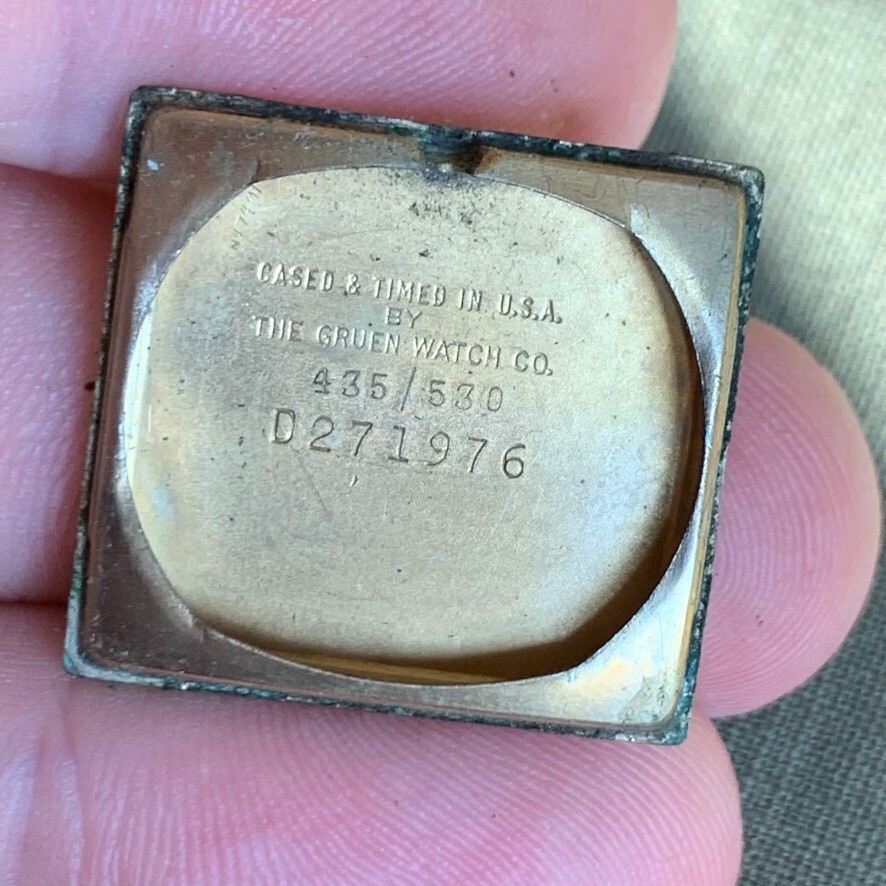 CASED & TIMED IN U.S.A.
BY
THE GRUEN WATCH CO.
435/530
D271976